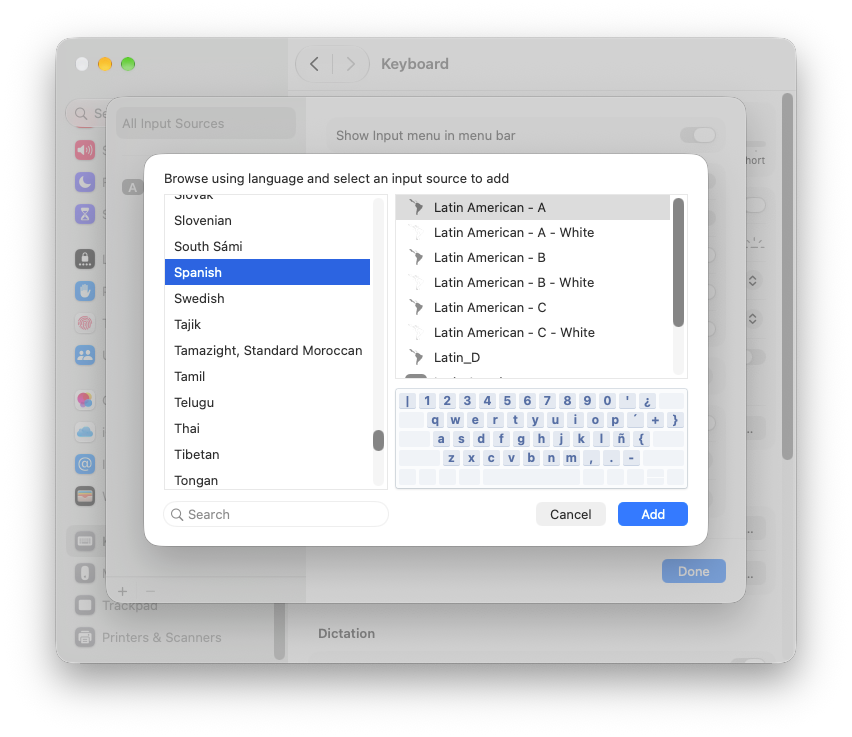 Keyboard
All Input Sources
Show Input menu in menu bar
hort
A
Browse using language and select an input source to add
Slovak
Slovenian
South Sámi
Spanish
Swedish
Tajik
Tamazight, Standard Moroccan
Tamil
Telugu
Thai
Tibetan
Tongan
Latin American - A
Latin American - A - White
Latin American - B
Latin American - B - White
Latin American - C
Latin American - C - White
Latin_D
| 1 2 3 4 5 6 7 8 9 0 ' ¿
q w e r t y u i o p ´ + }
a s d f g h j k l ñ {
z x c v b n m , . -
Search
Cancel
Add
Done
Trackpad
Printers & Scanners
Dictation